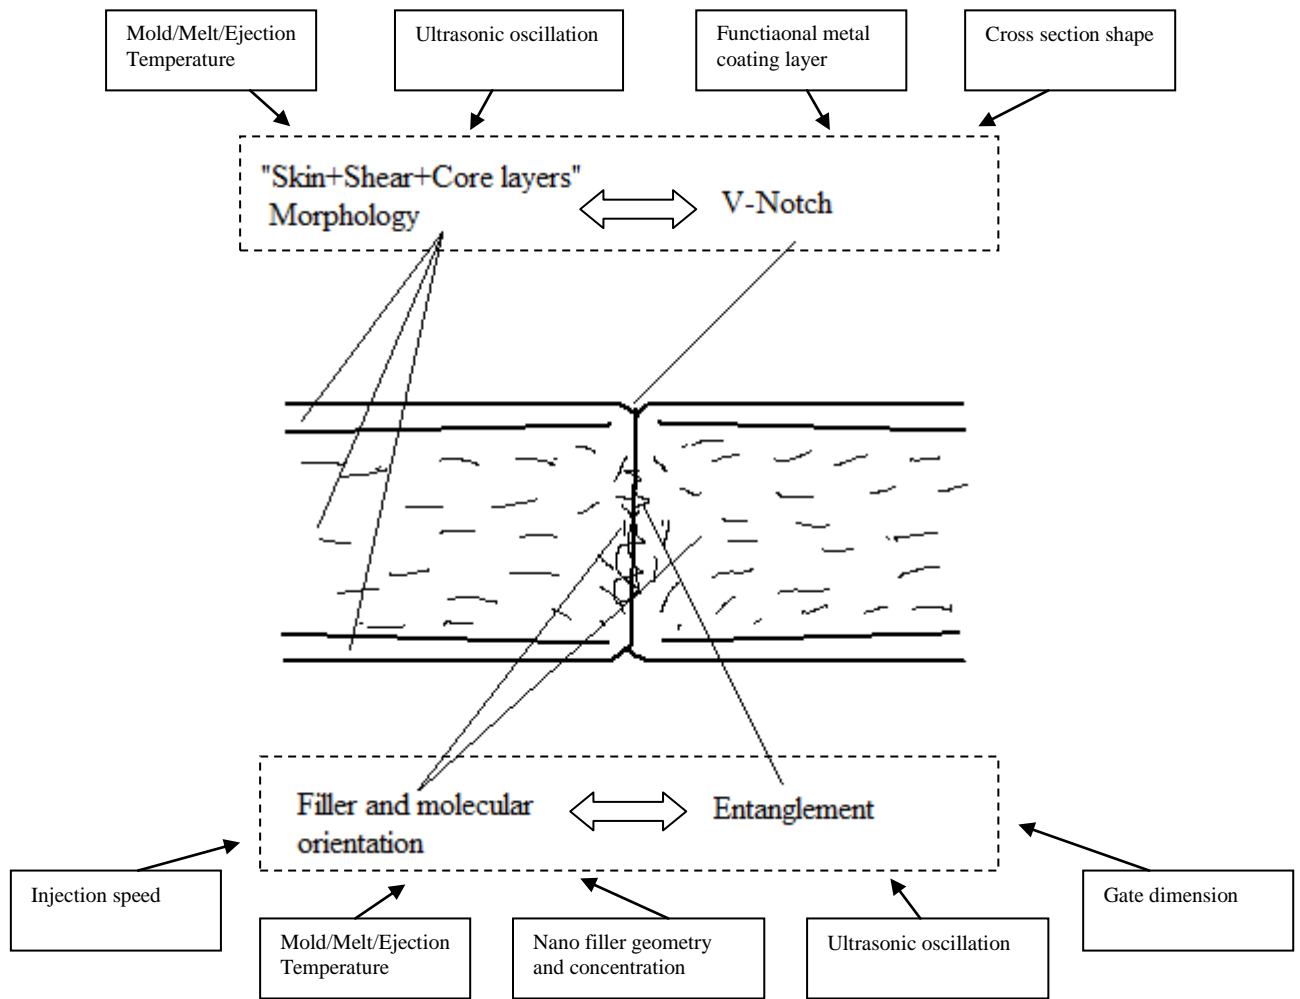 Mold/Melt/Ejection
Temperature
Ultrasonic oscillation
Functiaonal metal
coating layer
Cross section shape
"Skin+Shear+Core layers"
Morphology
V-Notch
Filler and molecular
orientation
Entanglement
Injection speed
Mold/Melt/Ejection
Temperature
Nano filler geometry
and concentration
Ultrasonic oscillation
Gate dimension